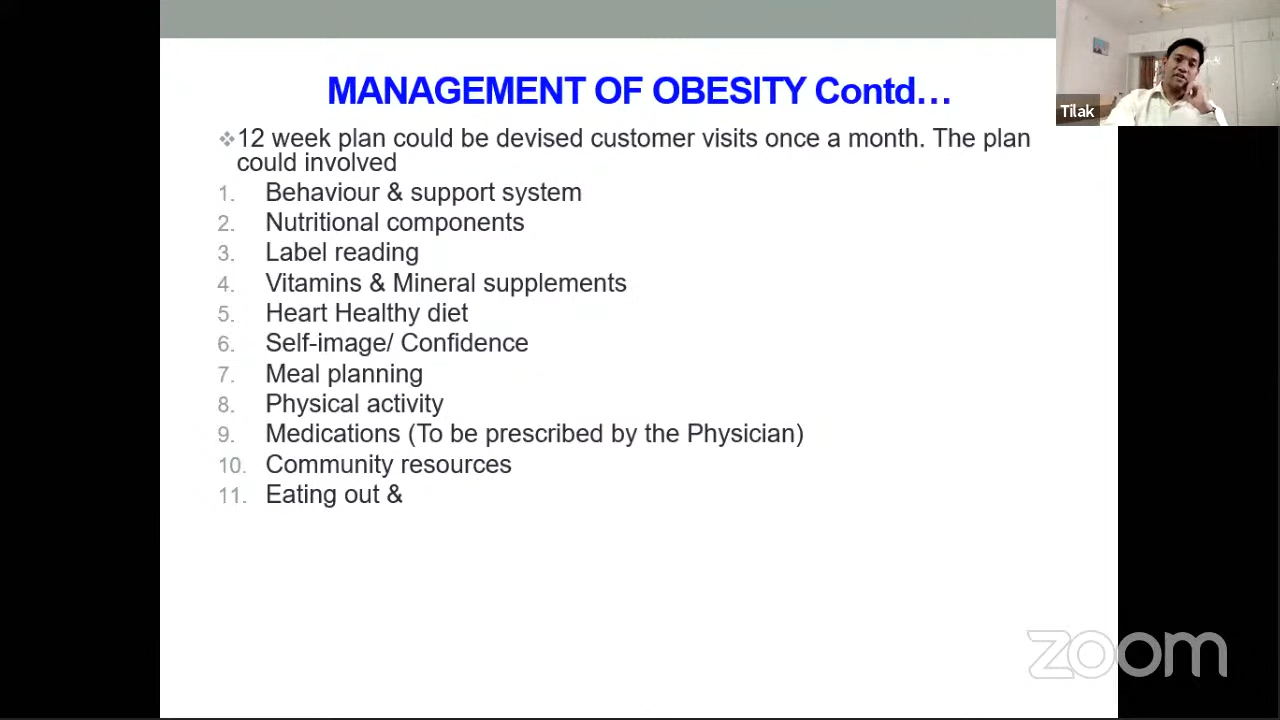 MANAGEMENT OF OBESITY Contd…
❖12 week plan could be devised customer visits once a month. The plan
could involved
1. Behaviour & support system
2. Nutritional components
3. Label reading
4. Vitamins & Mineral supplements
5. Heart Healthy diet
6. Self-image/ Confidence
7. Meal planning
8. Physical activity
9. Medications (To be prescribed by the Physician)
10. Community resources
11. Eating out &
Tilak
zoom